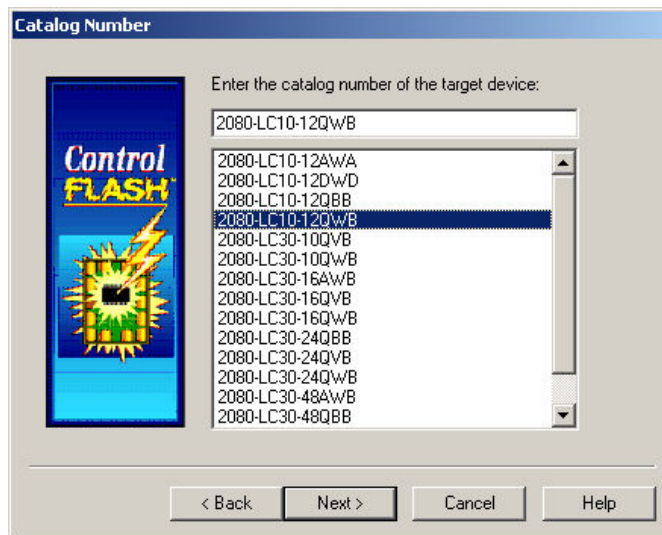 Catalog Number
Enter the catalog number of the target device:
2080-LC10-12QWB
Control
FLASH
2080-LC10-12AWA
2080-LC10-12DWD
2080-LC10-12QBB
2080-LC10-12QWB
2080-LC30-10QVB
2080-LC30-10QWB
2080-LC30-16AWB
2080-LC30-16QVB
2080-LC30-16QWB
2080-LC30-24QBB
2080-LC30-24QVB
2080-LC30-24QWB
2080-LC30-48AWB
2080-LC30-48QBB
< Back
Next >
Cancel
Help